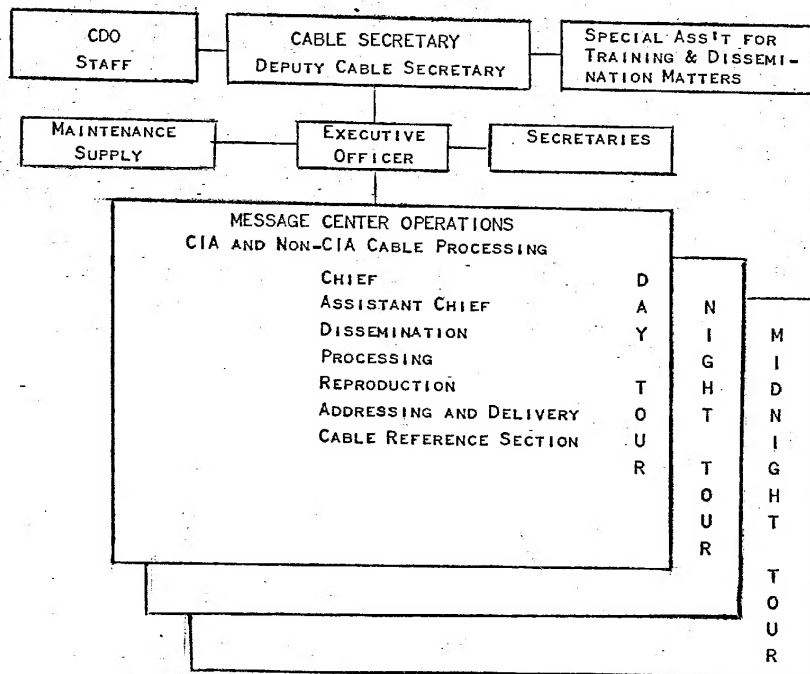 CDO
STAFF
CABLE SECRETARY
DEPUTY CABLE SECRETARY
SPECIAL ASS'T FOR
TRAINING & DISSEMI-
NATION MATTERS
MAINTENANCE
SUPPLY
EXECUTIVE
OFFICER
SECRETARIES
MESSAGE CENTER OPERATIONS
CIA AND NON-CIA CABLE PROCESSING
CHIEF
ASSISTANT CHIEF
DISSEMINATION
PROCESSING
REPRODUCTION
ADDRESSING AND DELIVERY
CABLE REFERENCE SECTION
DAY TOUR
NIGHT TOUR
MIDNIGHT TOUR